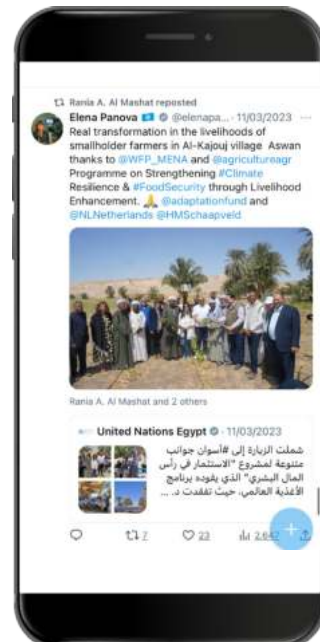 Rania A. Al Mashat reposted
Elena Panova @elenapa... · 11/03/2023 ...
Real transformation in the livelihoods of
smallholder farmers in Al-Kajouj village Aswan
thanks to @WFP_MENA and @agricultureagr
Programme on Strengthening #Climate
Resilience & #FoodSecurity through Livelihood
Enhancement. 🙏 @adaptationfund and
@NLNetherlands @HMSchaapveld
Rania A. Al Mashat and 2 others
United Nations Egypt · 11/03/2023
شملت الزيارة إلى #أسوان جوانب
متنوعة لمشروع "الاستثمار في رأس
المال البشري" الذي يقوده برنامج
الأغذية العالمي، حيث تفقدت د. ...
7 23 2,647